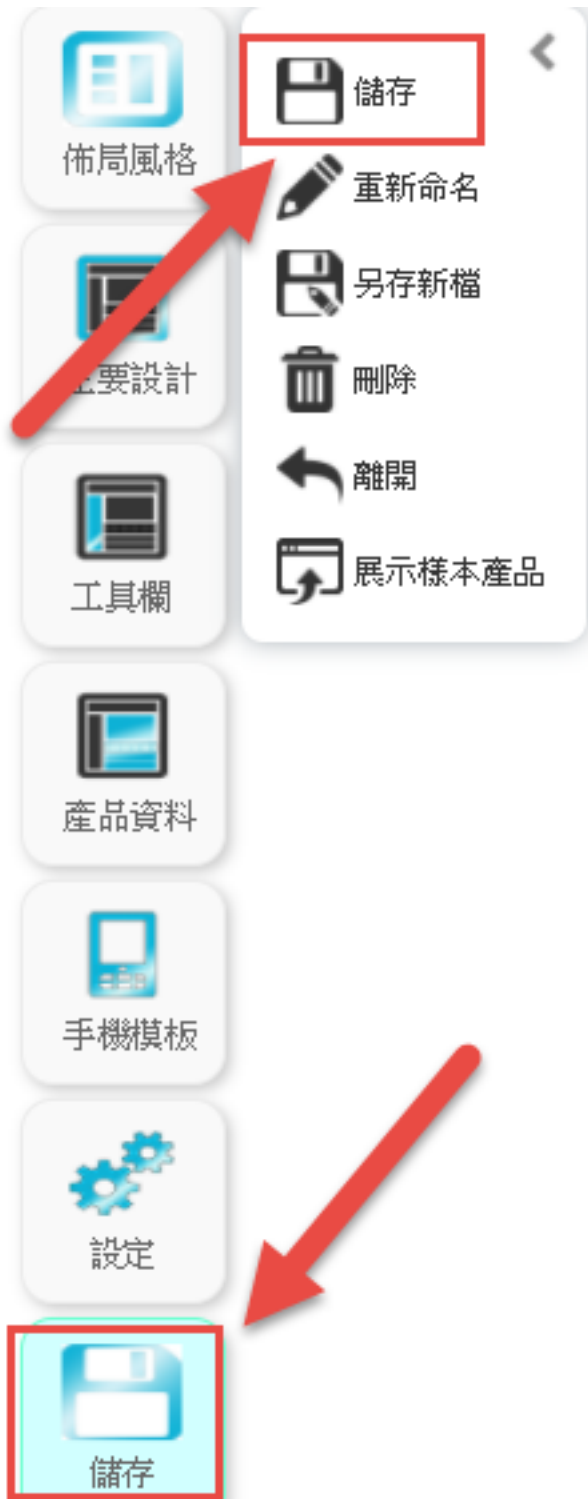 佈局風格
要設計
工具欄
產品資料
手機模板
設定
儲存
儲存
重新命名
另存新檔
刪除
離開
展示樣本產品